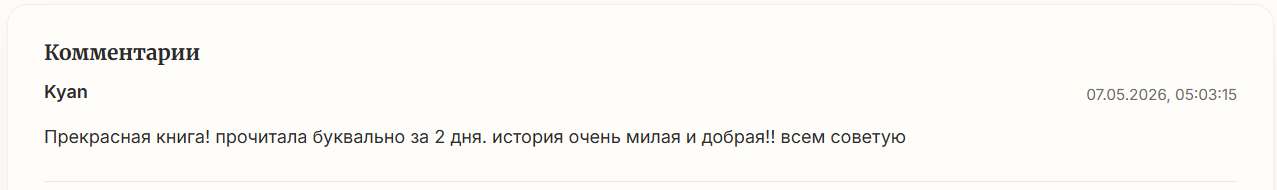 Комментарии
Kyan 07.05.2026, 05:03:15
Прекрасная книга! прочитала буквально за 2 дня. история очень милая и добрая!! всем советую